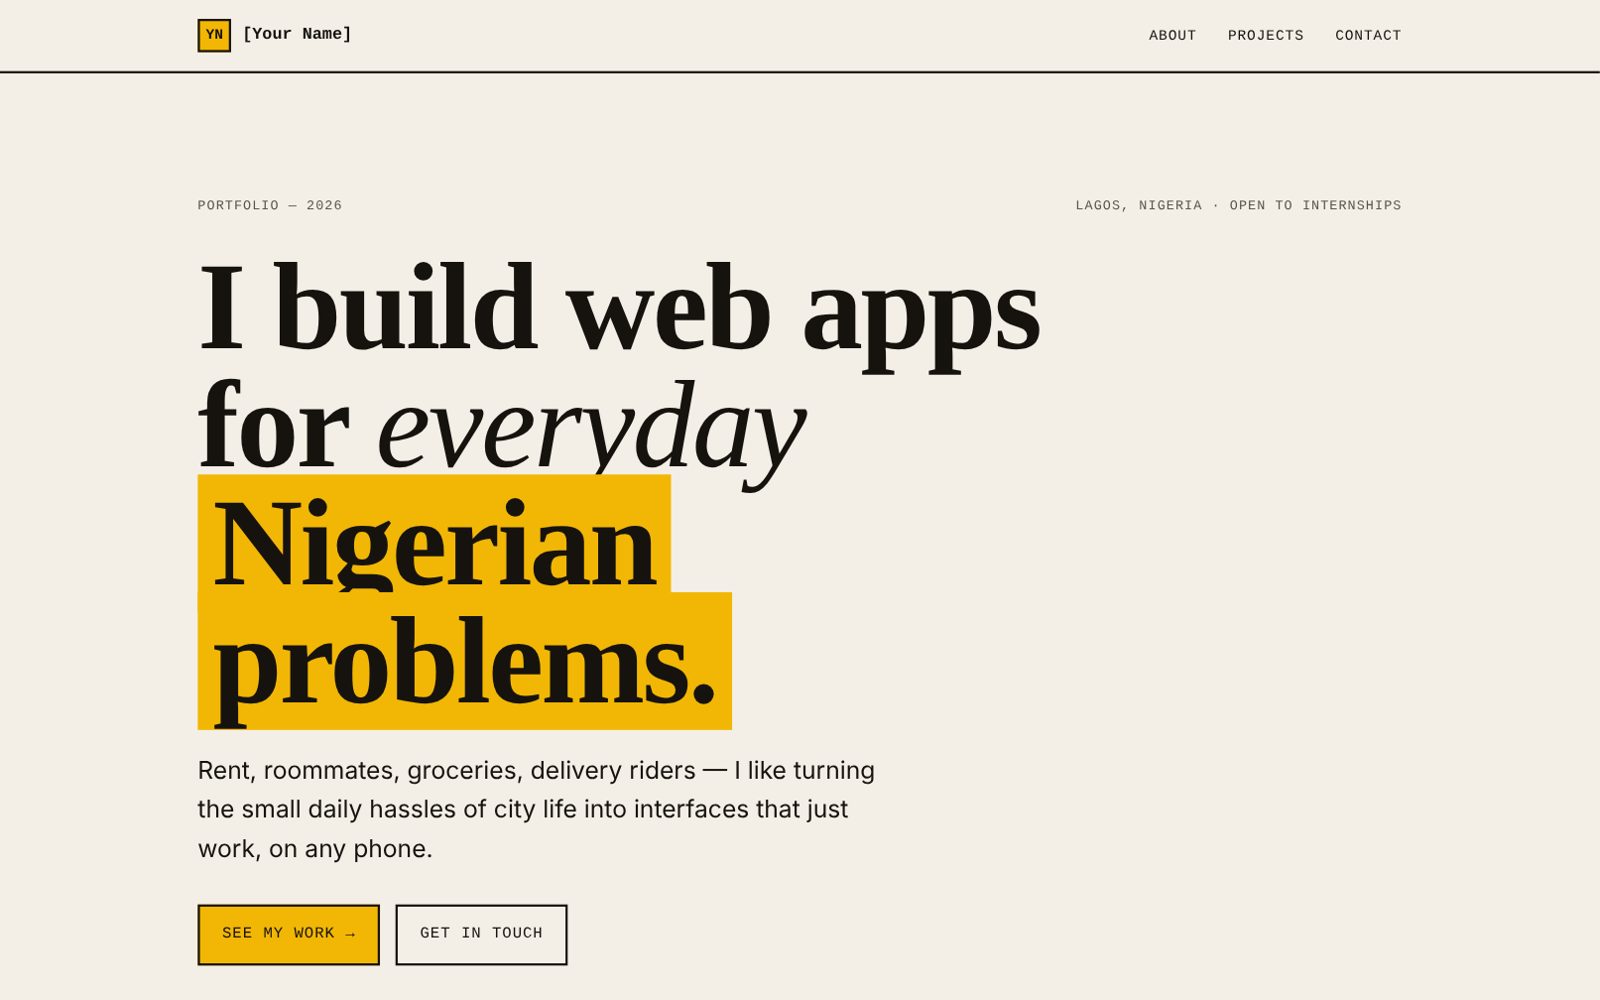 YN [Your Name]
ABOUT PROJECTS CONTACT
PORTFOLIO — 2026
LAGOS, NIGERIA · OPEN TO INTERNSHIPS
I build web apps
for everyday
Nigerian
problems.
Rent, roommates, groceries, delivery riders — I like turning
the small daily hassles of city life into interfaces that just
work, on any phone.
SEE MY WORK →
GET IN TOUCH